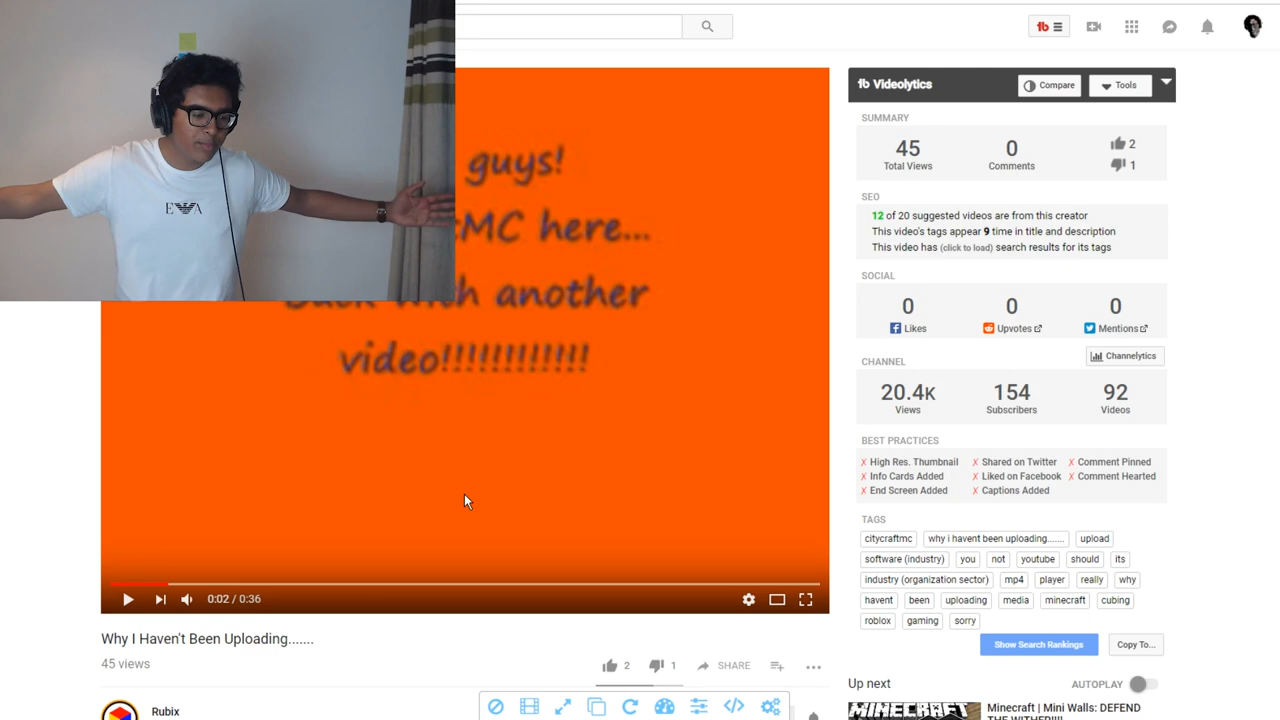 tb
guys!
MC here...
another
video!!!!!!!!!!!!
E A
tb Videolytics
Compare
Tools
SUMMARY
45
0
2
Total Views
Comments
1
SEO
12 of 20 suggested videos are from this creator
This video's tags appear 9 time in title and description
This video has (click to load) search results for its tags
SOCIAL
0
0
0
Likes
Upvotes
Mentions
Channelytics
CHANNEL
20.4K
154
92
Views
Subscribers
Videos
BEST PRACTICES
X High Res. Thumbnail X Shared on Twitter X Comment Pinned
X Info Cards Added X Liked on Facebook X Comment Hearted
X End Screen Added X Captions Added
TAGS
citycraftmc why i havent been uploading....... upload
software (industry) you not youtube should its
industry (organization sector) mp4 player really why
havent been uploading media minecraft cubing
roblox gaming sorry
Show Search Rankings
Copy To...
0:02 / 0:36
Why I Haven't Been Uploading.......
45 views
2
1
SHARE
Rubix
Up next
AUTOPLAY
MINECRAFT
Minecraft | Mini Walls: DEFEND
THE WITHER!!!!